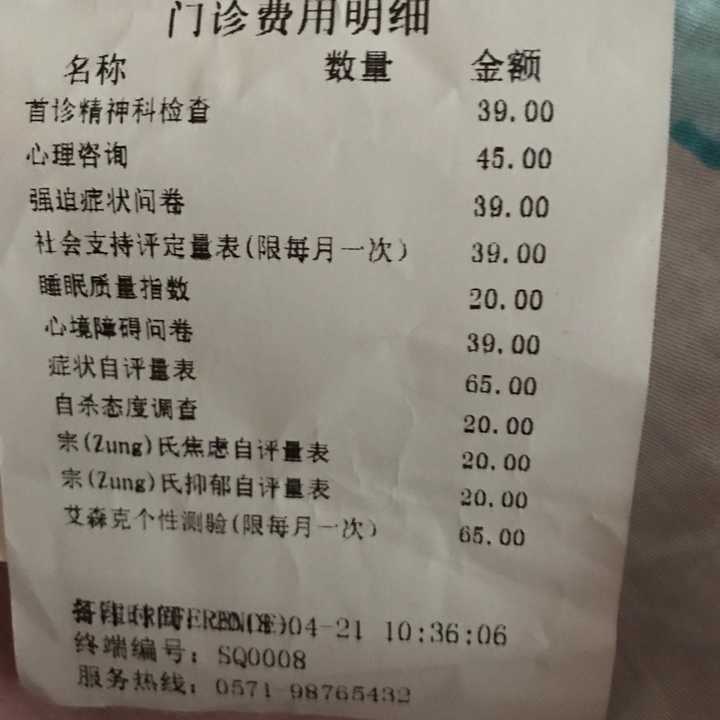 门诊费用明细
名称 数量 金额
首诊精神科检查 39.00
心理咨询 45.00
强迫症状问卷 39.00
社会支持评定量表(限每月一次) 39.00
睡眠质量指数 20.00
心境障碍问卷 39.00
症状自评量表 65.00
自杀态度调查 20.00
宗(Zung)氏焦虑自评量表 20.00
宗(Zung)氏抑郁自评量表 20.00
艾森克个性测验(限每月一次) 65.00
04-21 10:36:06
终端编号: SQ0008
服务热线: 0571-98765432